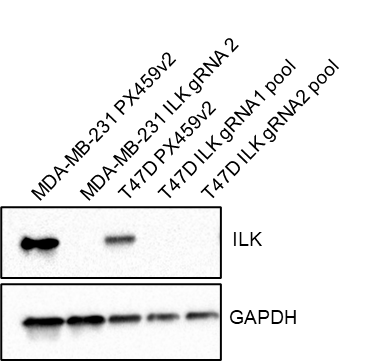 MDA-MB-231 PX459v2
MDA-MB-231 ILK gRNA 2
T47D PX459v2
T47D ILK gRNA1 pool
T47D ILK gRNA2 pool
ILK
GAPDH